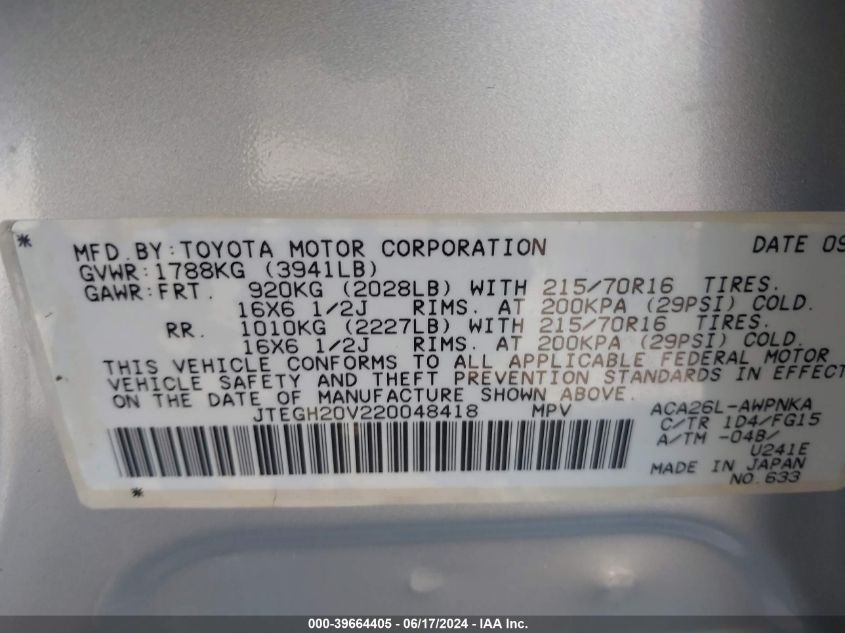 * MFD.BY:TOYOTA MOTOR CORPORATION DATE 09
GVWR:1788KG (3941LB)
GAWR:FRT. 920KG (2028LB) WITH 215/70R16 TIRES.
16X6 1/2J RIMS. AT 200KPA (29PSI) COLD.
RR. 1010KG (2227LB) WITH 215/70R16 TIRES.
16X6 1/2J RIMS. AT 200KPA (29PSI) COLD.
THIS VEHICLE CONFORMS TO ALL APPLICABLE FEDERAL MOTOR
VEHICLE SAFETY AND THEFT PREVENTION STANDARDS IN EFFECT
ON THE DATE OF MANUFACTURE SHOWN ABOVE.
JTEGH20V220048418 MPV ACA26L-AWPNKA
C/TR 1D4/FG15
A/TM -04B/
U241E
MADE IN JAPAN
NO.633
*
000-39664405 - 06/17/2024 - IAA Inc.